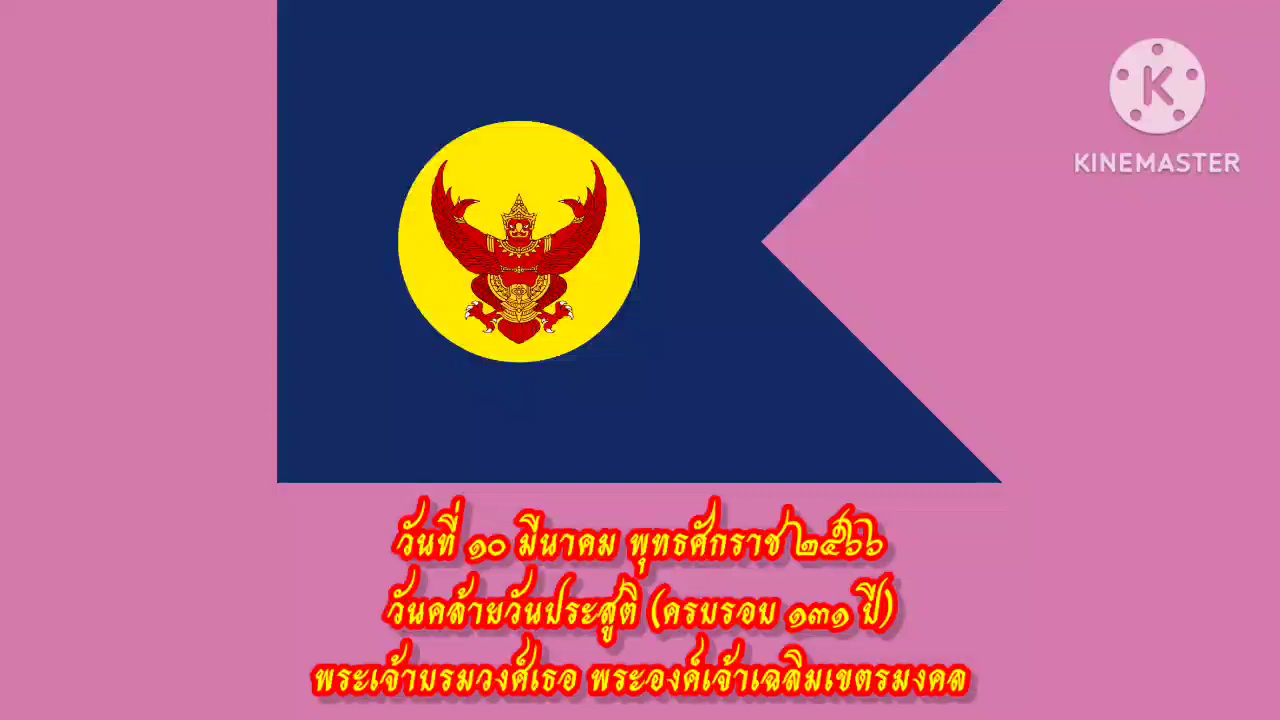 KINEMASTER
วันที่ ๑๐ มีนาคม พุทธศักราช ๒๕๖๖
วันคล้ายวันประสูติ (ครบรอบ ๑๓๑ ปี)
พระเจ้าบรมวงศ์เธอ พระองค์เจ้าเฉลิมเขตรมงคล